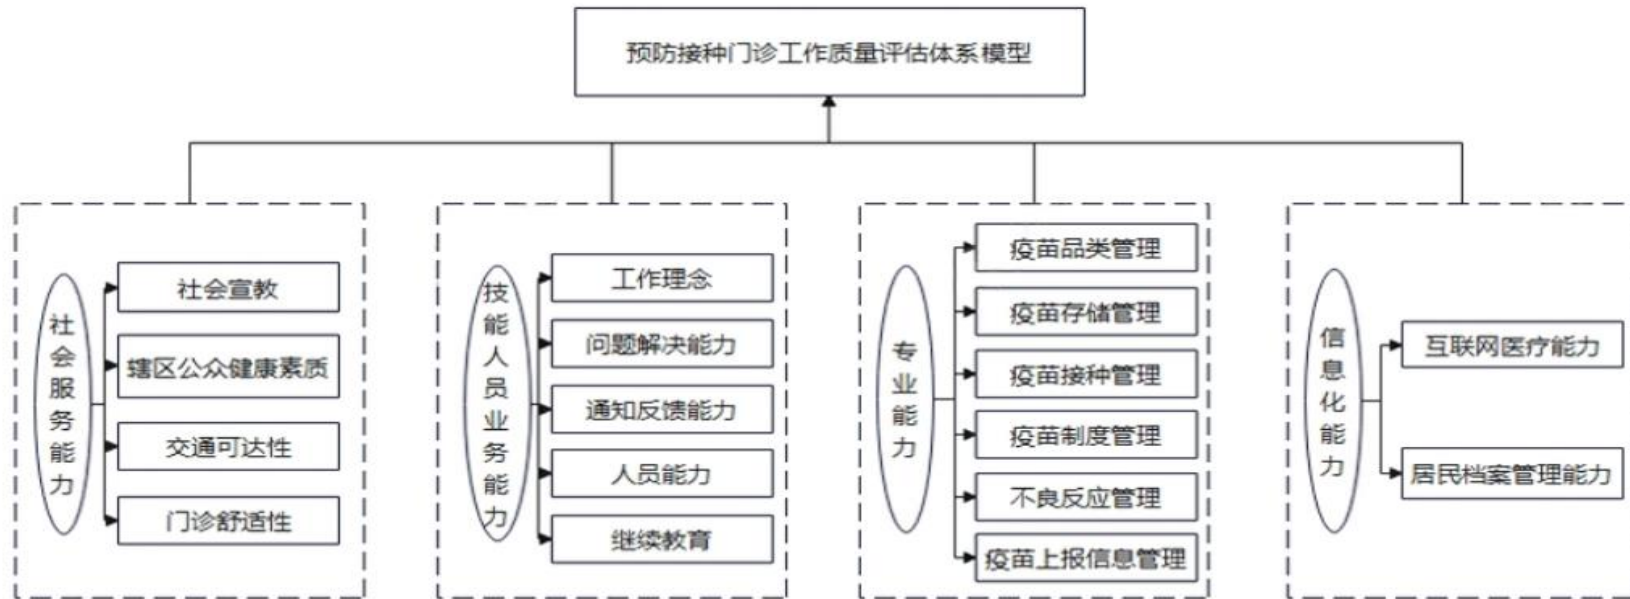 预防接种门诊工作质量评估体系模型
社会服务能力
社会宣教
辖区公众健康素质
交通可达性
门诊舒适性
技能人员业务能力
工作理念
问题解决能力
通知反馈能力
人员能力
继续教育
专业能力
疫苗品类管理
疫苗存储管理
疫苗接种管理
疫苗制度管理
不良反应管理
疫苗上报信息管理
信息化能力
互联网医疗能力
居民档案管理能力